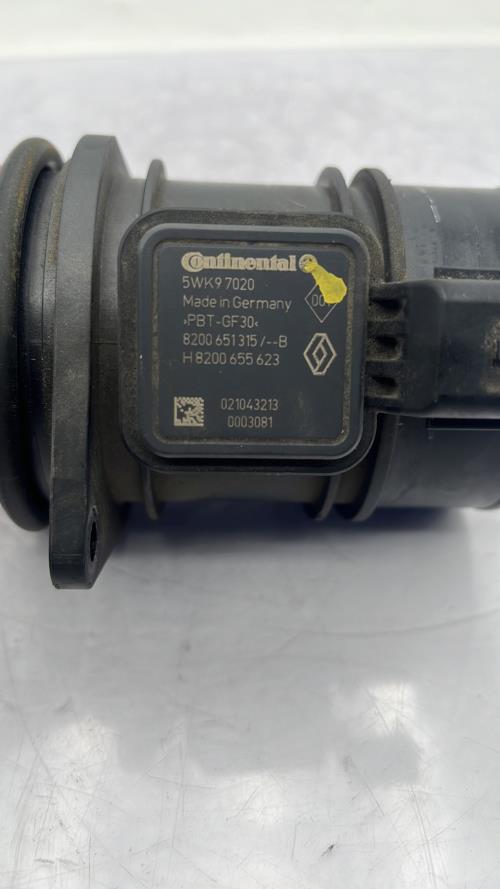 Continental
5WK9 7020
Made in Germany
›PBT-GF30‹
8200 651 315 /--B
H 8200 655 623
021043213
0003081